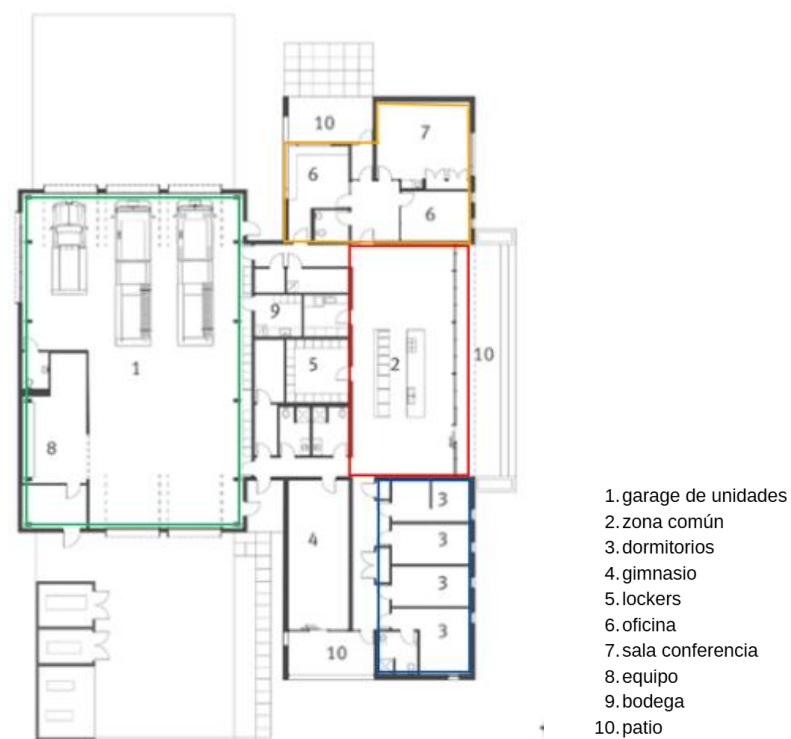 10
7
6
6
9
1
5
2
10
8
3
4
3
3
3
10
1. garage de unidades
2. zona común
3. dormitorios
4. gimnasio
5. lockers
6. oficina
7. sala conferencia
8. equipo
9. bodega
10. patio